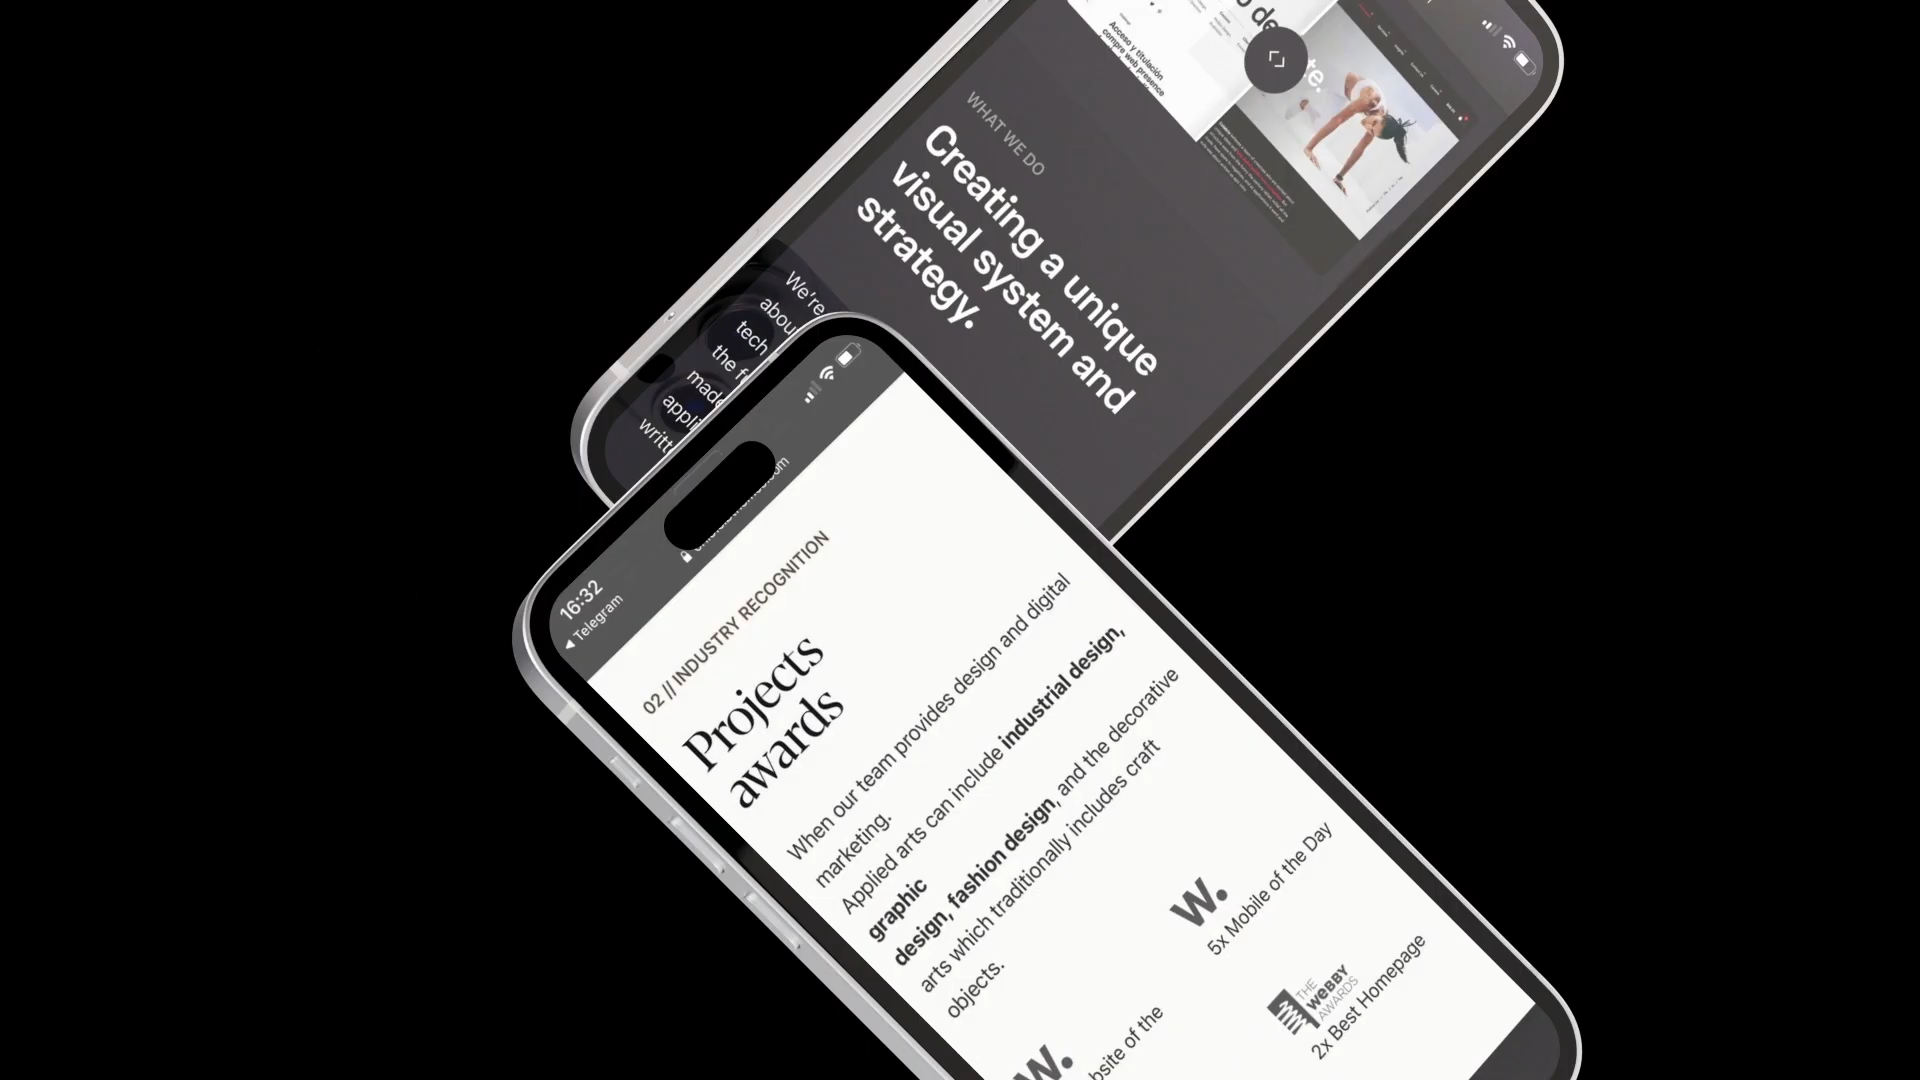 Acceso y titulación
compre web presence
WHAT WE DO
Creating a unique
visual system and
strategy.
We're
about
tech
the
made
appli
writt
16:32
Telegram
02 // INDUSTRY RECOGNITION
Projects
awards
When our team provides design and digital
marketing.
Applied arts can include industrial design,
graphic
design, fashion design, and the decorative
arts which traditionally includes craft
objects.
W.
5x Mobile of the Day
THE
WEBBY
AWARDS
2x Best Homepage
W.
bsite of the